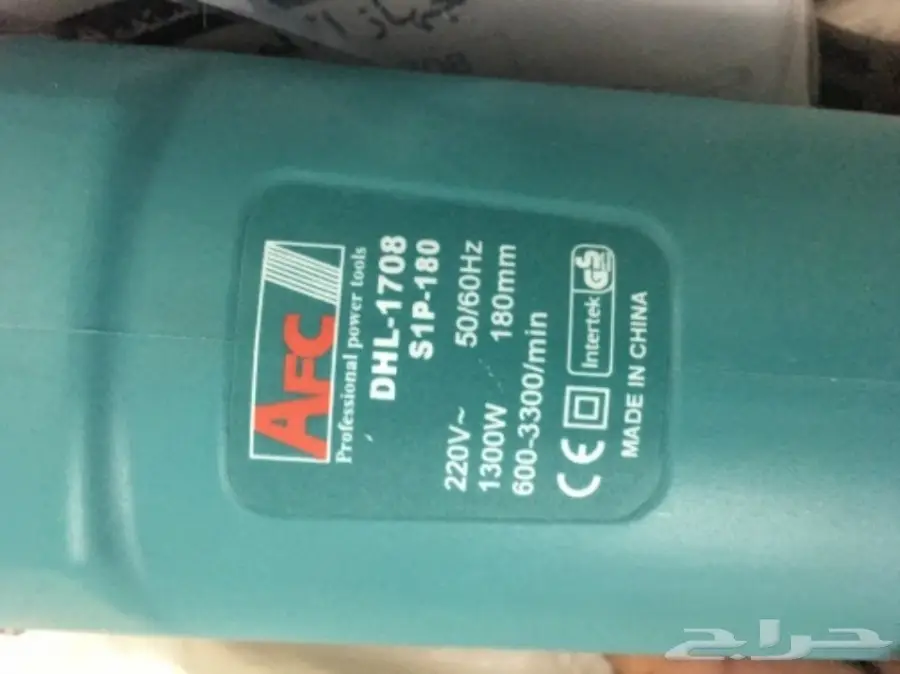 جهاز
AFC
Professional power tools
DHL-1708
S1P-180
220V~ 50/60Hz
1300W 180mm
600-3300/min
CE Intertek GS
MADE IN CHINA
حراج